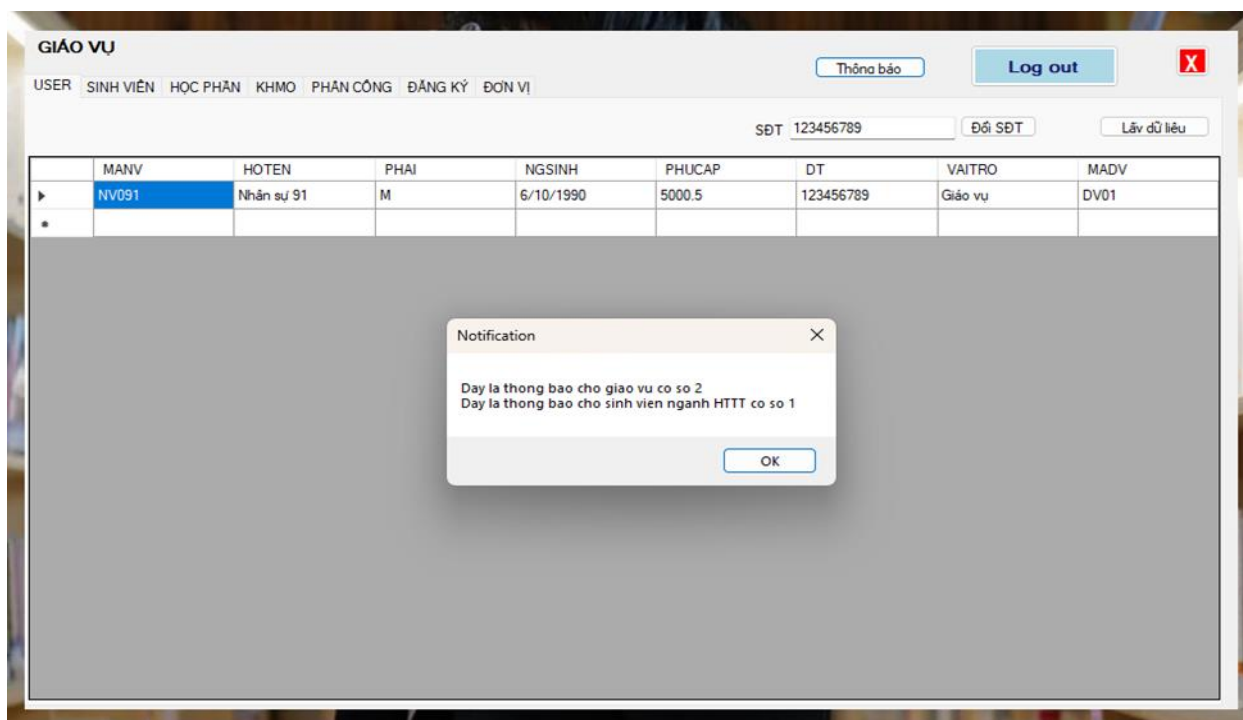 GIÁO VỤ
Thông báo
Log out
X
USER SINH VIÊN HỌC PHẦN KHMO PHÂN CÔNG ĐĂNG KÝ ĐƠN VỊ
SĐT 123456789 Đổi SĐT Lấy dữ liệu
MANV HOTEN PHAI NGSINH PHUCAP DT VAITRO MADV
NV091 Nhân sự 91 M 6/10/1990 5000.5 123456789 Giáo vụ DV01
Notification
Day la thong bao cho giao vu co so 2
Day la thong bao cho sinh vien nganh HTTT co so 1
OK